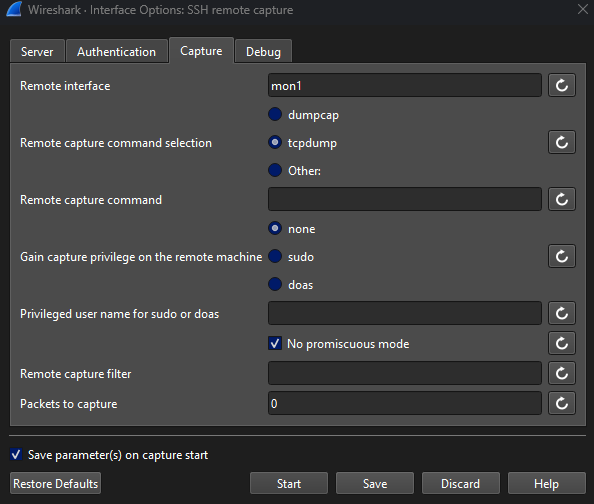 Wireshark · Interface Options: SSH remote capture
Server Authentication Capture Debug
Remote interface mon1
dumpcap
Remote capture command selection tcpdump
Other:
Remote capture command
none
Gain capture privilege on the remote machine sudo
doas
Privileged user name for sudo or doas
No promiscuous mode
Remote capture filter
Packets to capture 0
Save parameter(s) on capture start
Restore Defaults Start Save Discard Help